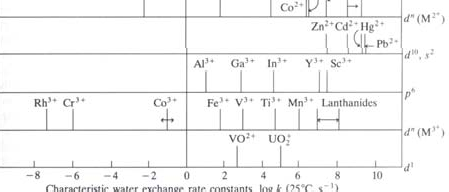 Co²⁺
dⁿ (M²⁺)
Zn²⁺ Cd²⁺ Hg²⁺
Pb²⁺
d¹⁰, s²
Al³⁺ Ga³⁺ In³⁺ Y³⁺ Sc³⁺
p⁶
Rh³⁺ Cr³⁺ Co³⁺ Fe³⁺ V³⁺ Ti³⁺ Mn³⁺ Lanthanides
dⁿ (M³⁺)
VO²⁺ UO₂⁺
d¹
−8 −6 −4 −2 0 2 4 6 8 10
Characteristic water exchange rate constants, log k (25°C, s⁻¹)